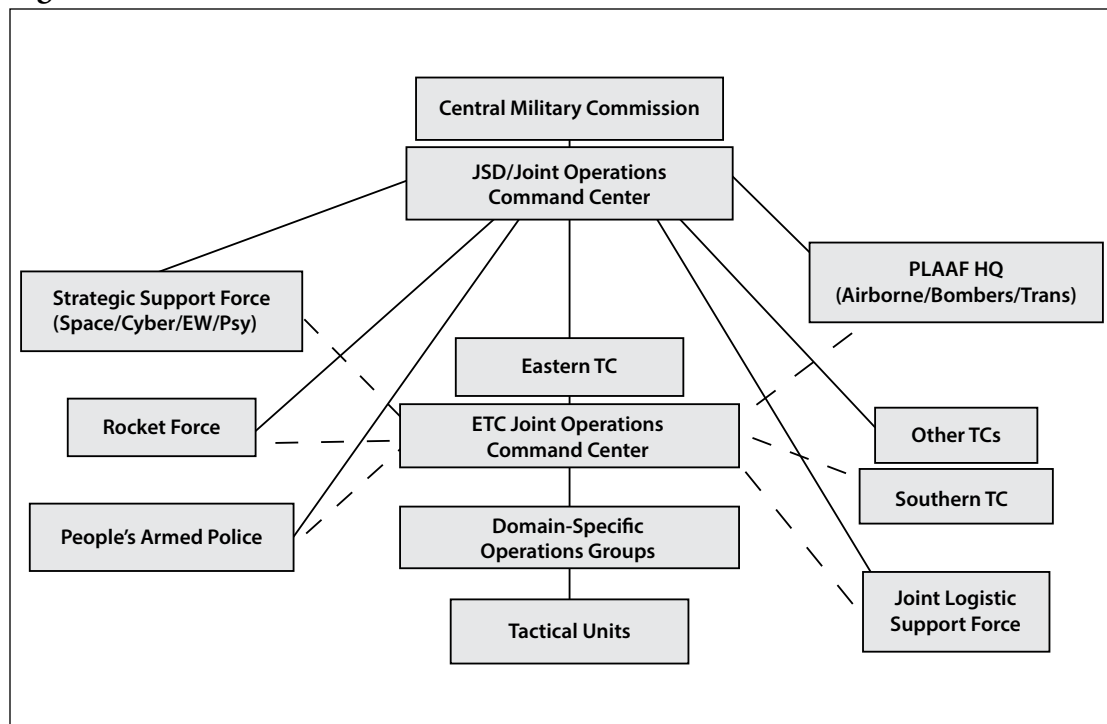 Central Military Commission
JSD/Joint Operations
Command Center
PLAAF HQ
(Airborne/Bombers/Trans)
Strategic Support Force
(Space/Cyber/EW/Psy)
Eastern TC
Rocket Force
ETC Joint Operations
Command Center
Other TCs
Southern TC
People’s Armed Police
Domain-Specific
Operations Groups
Joint Logistic
Support Force
Tactical Units